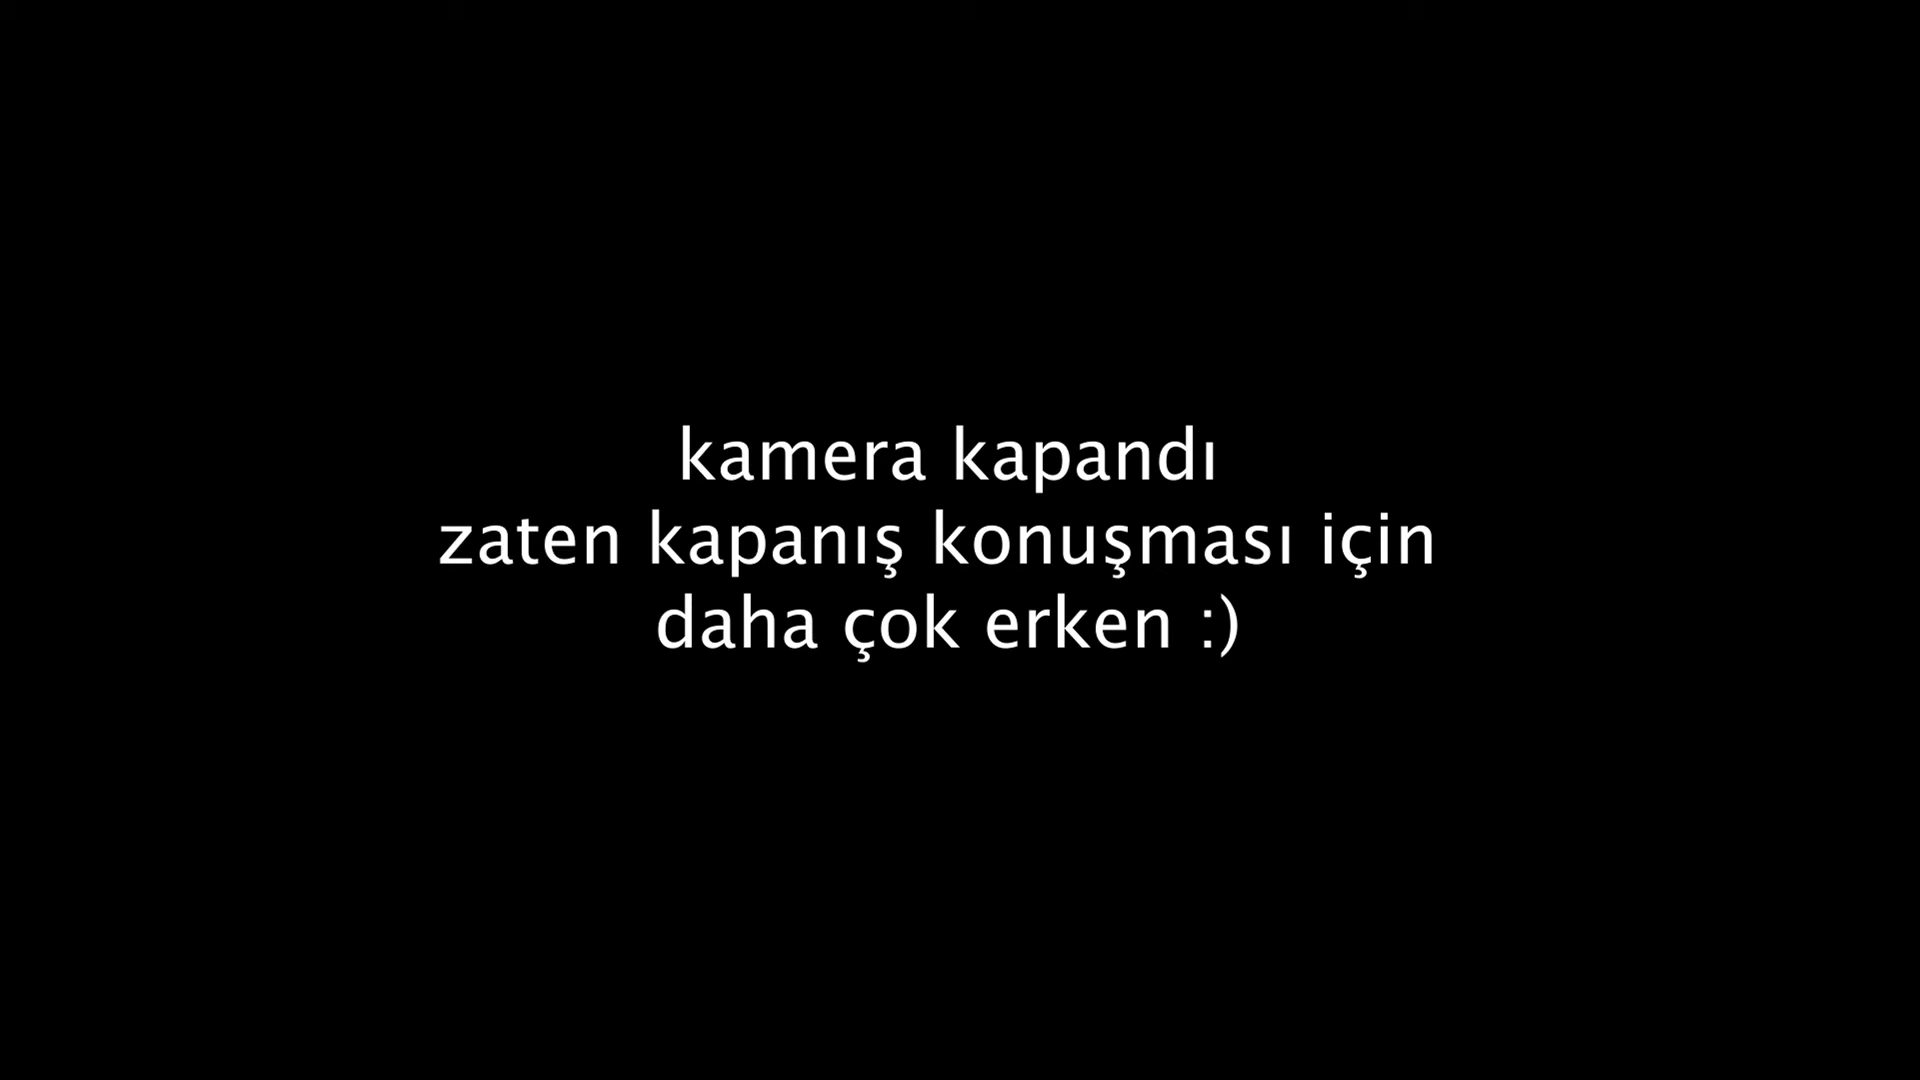 kamera kapandı
zaten kapanış konuşması için
daha çok erken :)